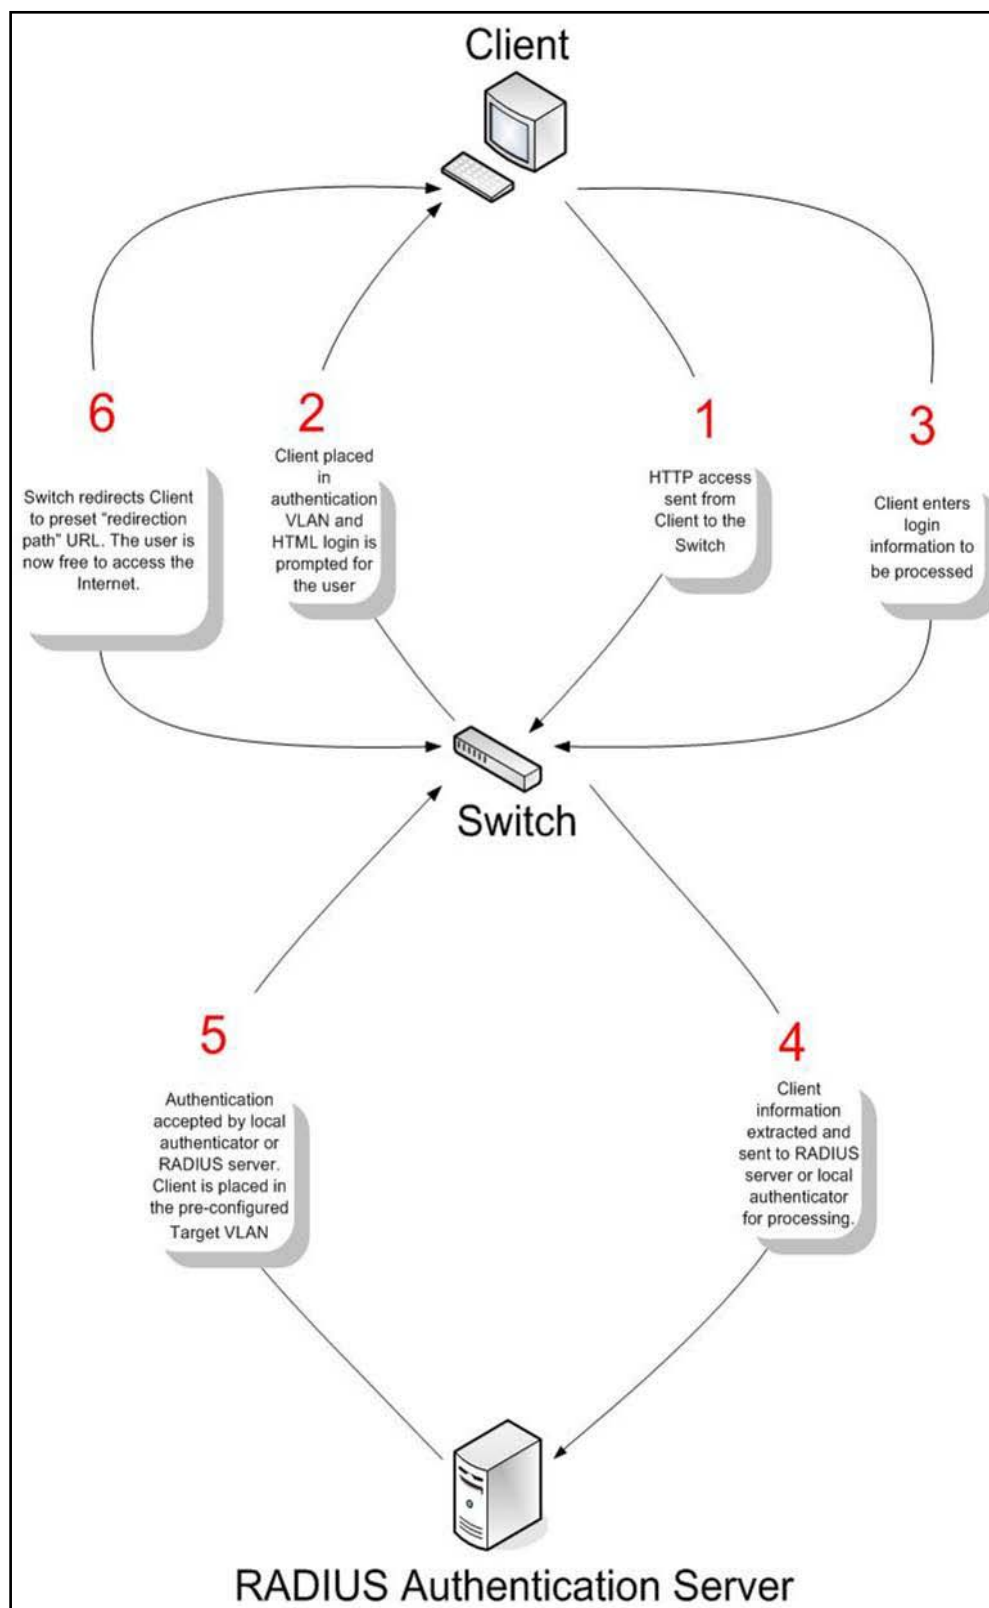 Client
6
Switch redirects Client
to preset “redirection
path” URL. The user is
now free to access the
Internet.
2
Client placed
in
authentication
VLAN and
HTML login is
prompted for
the user
1
HTTP access
sent from
Client to the
Switch
3
Client enters
login
information to
be processed
Switch
5
Authentication
accepted by local
authenticator or
RADIUS server.
Client is placed in
the pre-configured
Target VLAN
4
Client
information
extracted and
sent to RADIUS
server or local
authenticator
for processing.
RADIUS Authentication Server